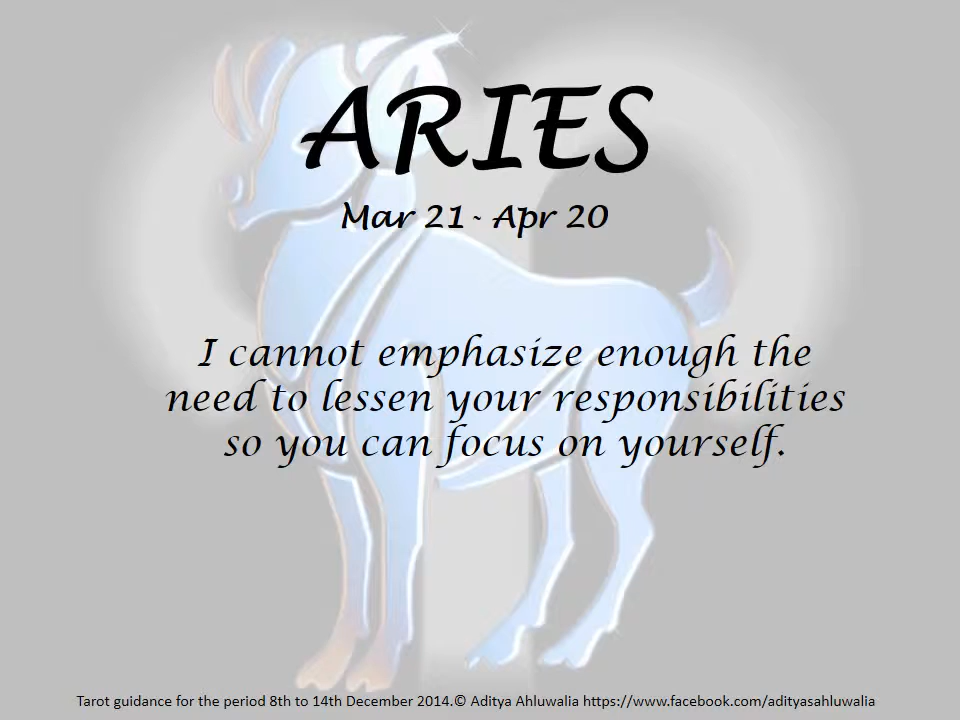 ARIES
Mar 21 - Apr 20
I cannot emphasize enough the
need to lessen your responsibilities
so you can focus on yourself.
Tarot guidance for the period 8th to 14th December 2014.© Aditya Ahluwalia https://www.facebook.com/adityasahluwalia